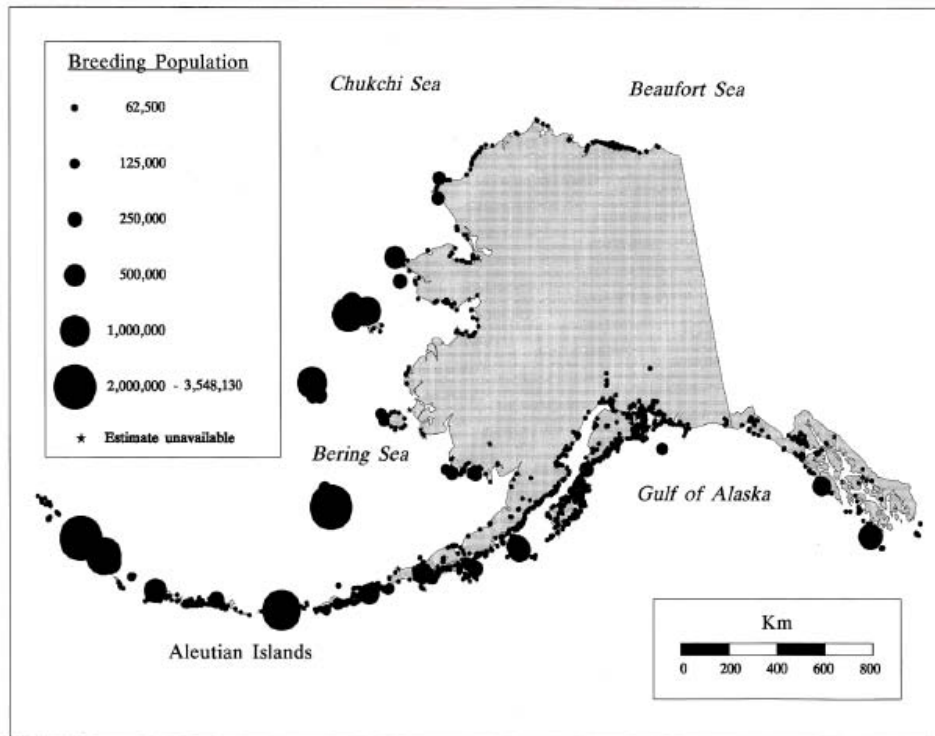 Breeding Population
62,500
125,000
250,000
500,000
1,000,000
2,000,000 - 3,548,130
★ Estimate unavailable
Chukchi Sea
Beaufort Sea
Bering Sea
Gulf of Alaska
Aleutian Islands
Km
0 200 400 600 800